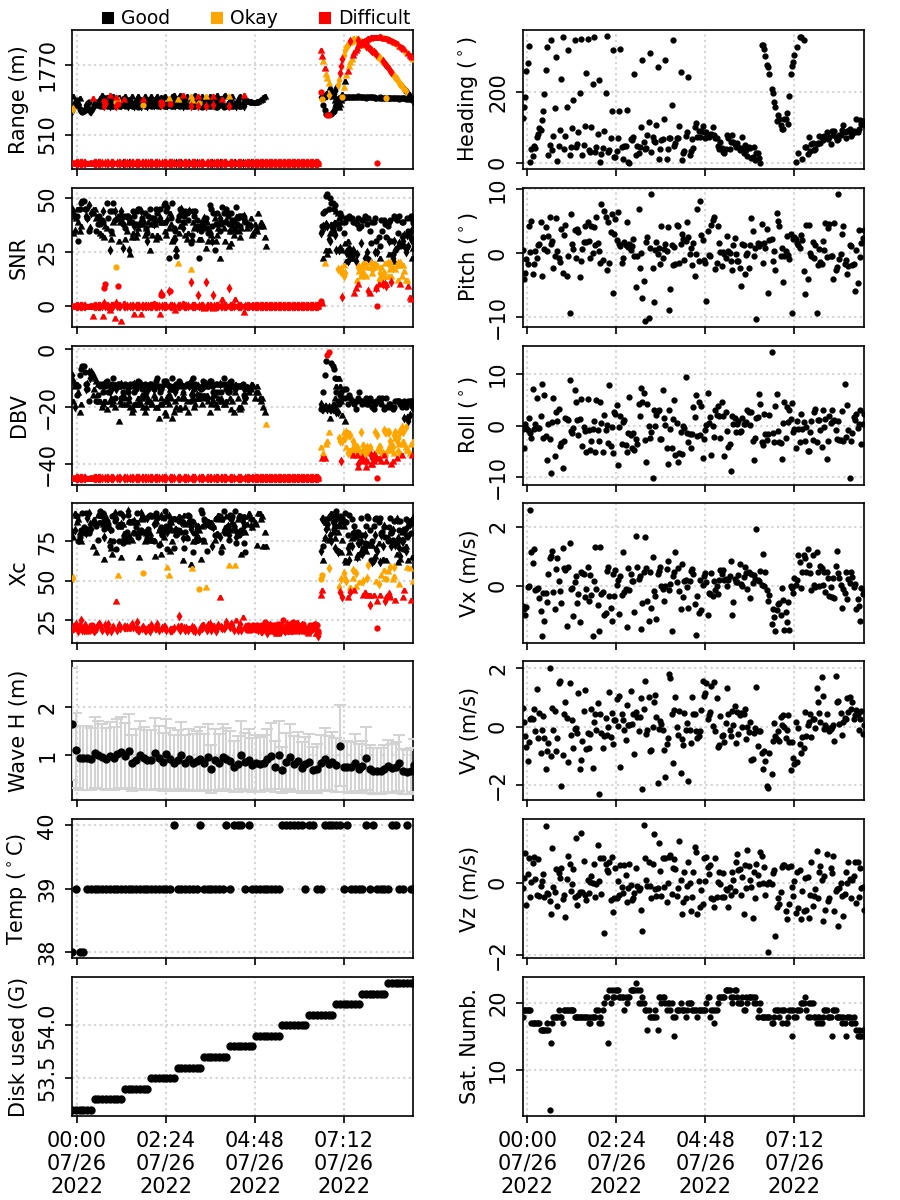 Good Okay Difficult
Range (m)
1770
510
Heading (°)
200
0
SNR
50
25
0
Pitch (°)
10
0
−10
DBV
0
−20
−40
Roll (°)
10
0
−10
Xc
75
50
25
Vx (m/s)
2
0
Wave H (m)
2
1
Vy (m/s)
2
0
−2
Temp (°C)
40
39
38
Vz (m/s)
0
−2
Disk used (G)
54.0
53.5
Sat. Numb.
20
10
00:00 02:24 04:48 07:12
07/26 07/26 07/26 07/26
2022 2022 2022 2022
00:00 02:24 04:48 07:12
07/26 07/26 07/26 07/26
2022 2022 2022 2022